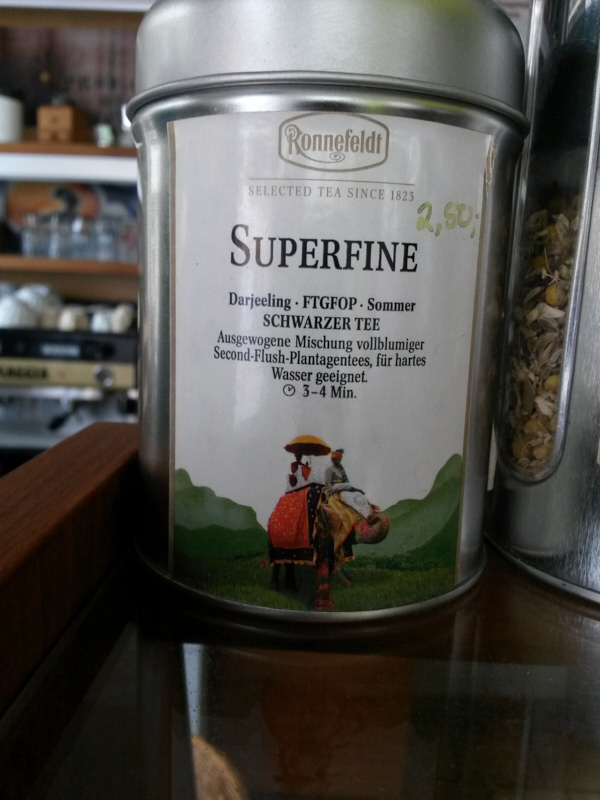 Ronnefeldt
SELECTED TEA SINCE 1823
2,50,-
SUPERFINE
Darjeeling · FTGFOP · Sommer
SCHWARZER TEE
Ausgewogene Mischung vollblumiger
Second-Flush-Plantagentees, für hartes
Wasser geeignet.
3–4 Min.